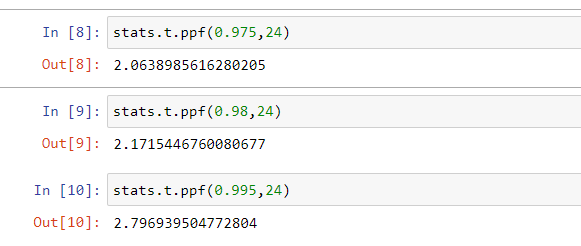 In [8]: stats.t.ppf(0.975,24)
Out[8]: 2.0638985616280205
In [9]: stats.t.ppf(0.98,24)
Out[9]: 2.1715446760080677
In [10]: stats.t.ppf(0.995,24)
Out[10]: 2.796939504772804